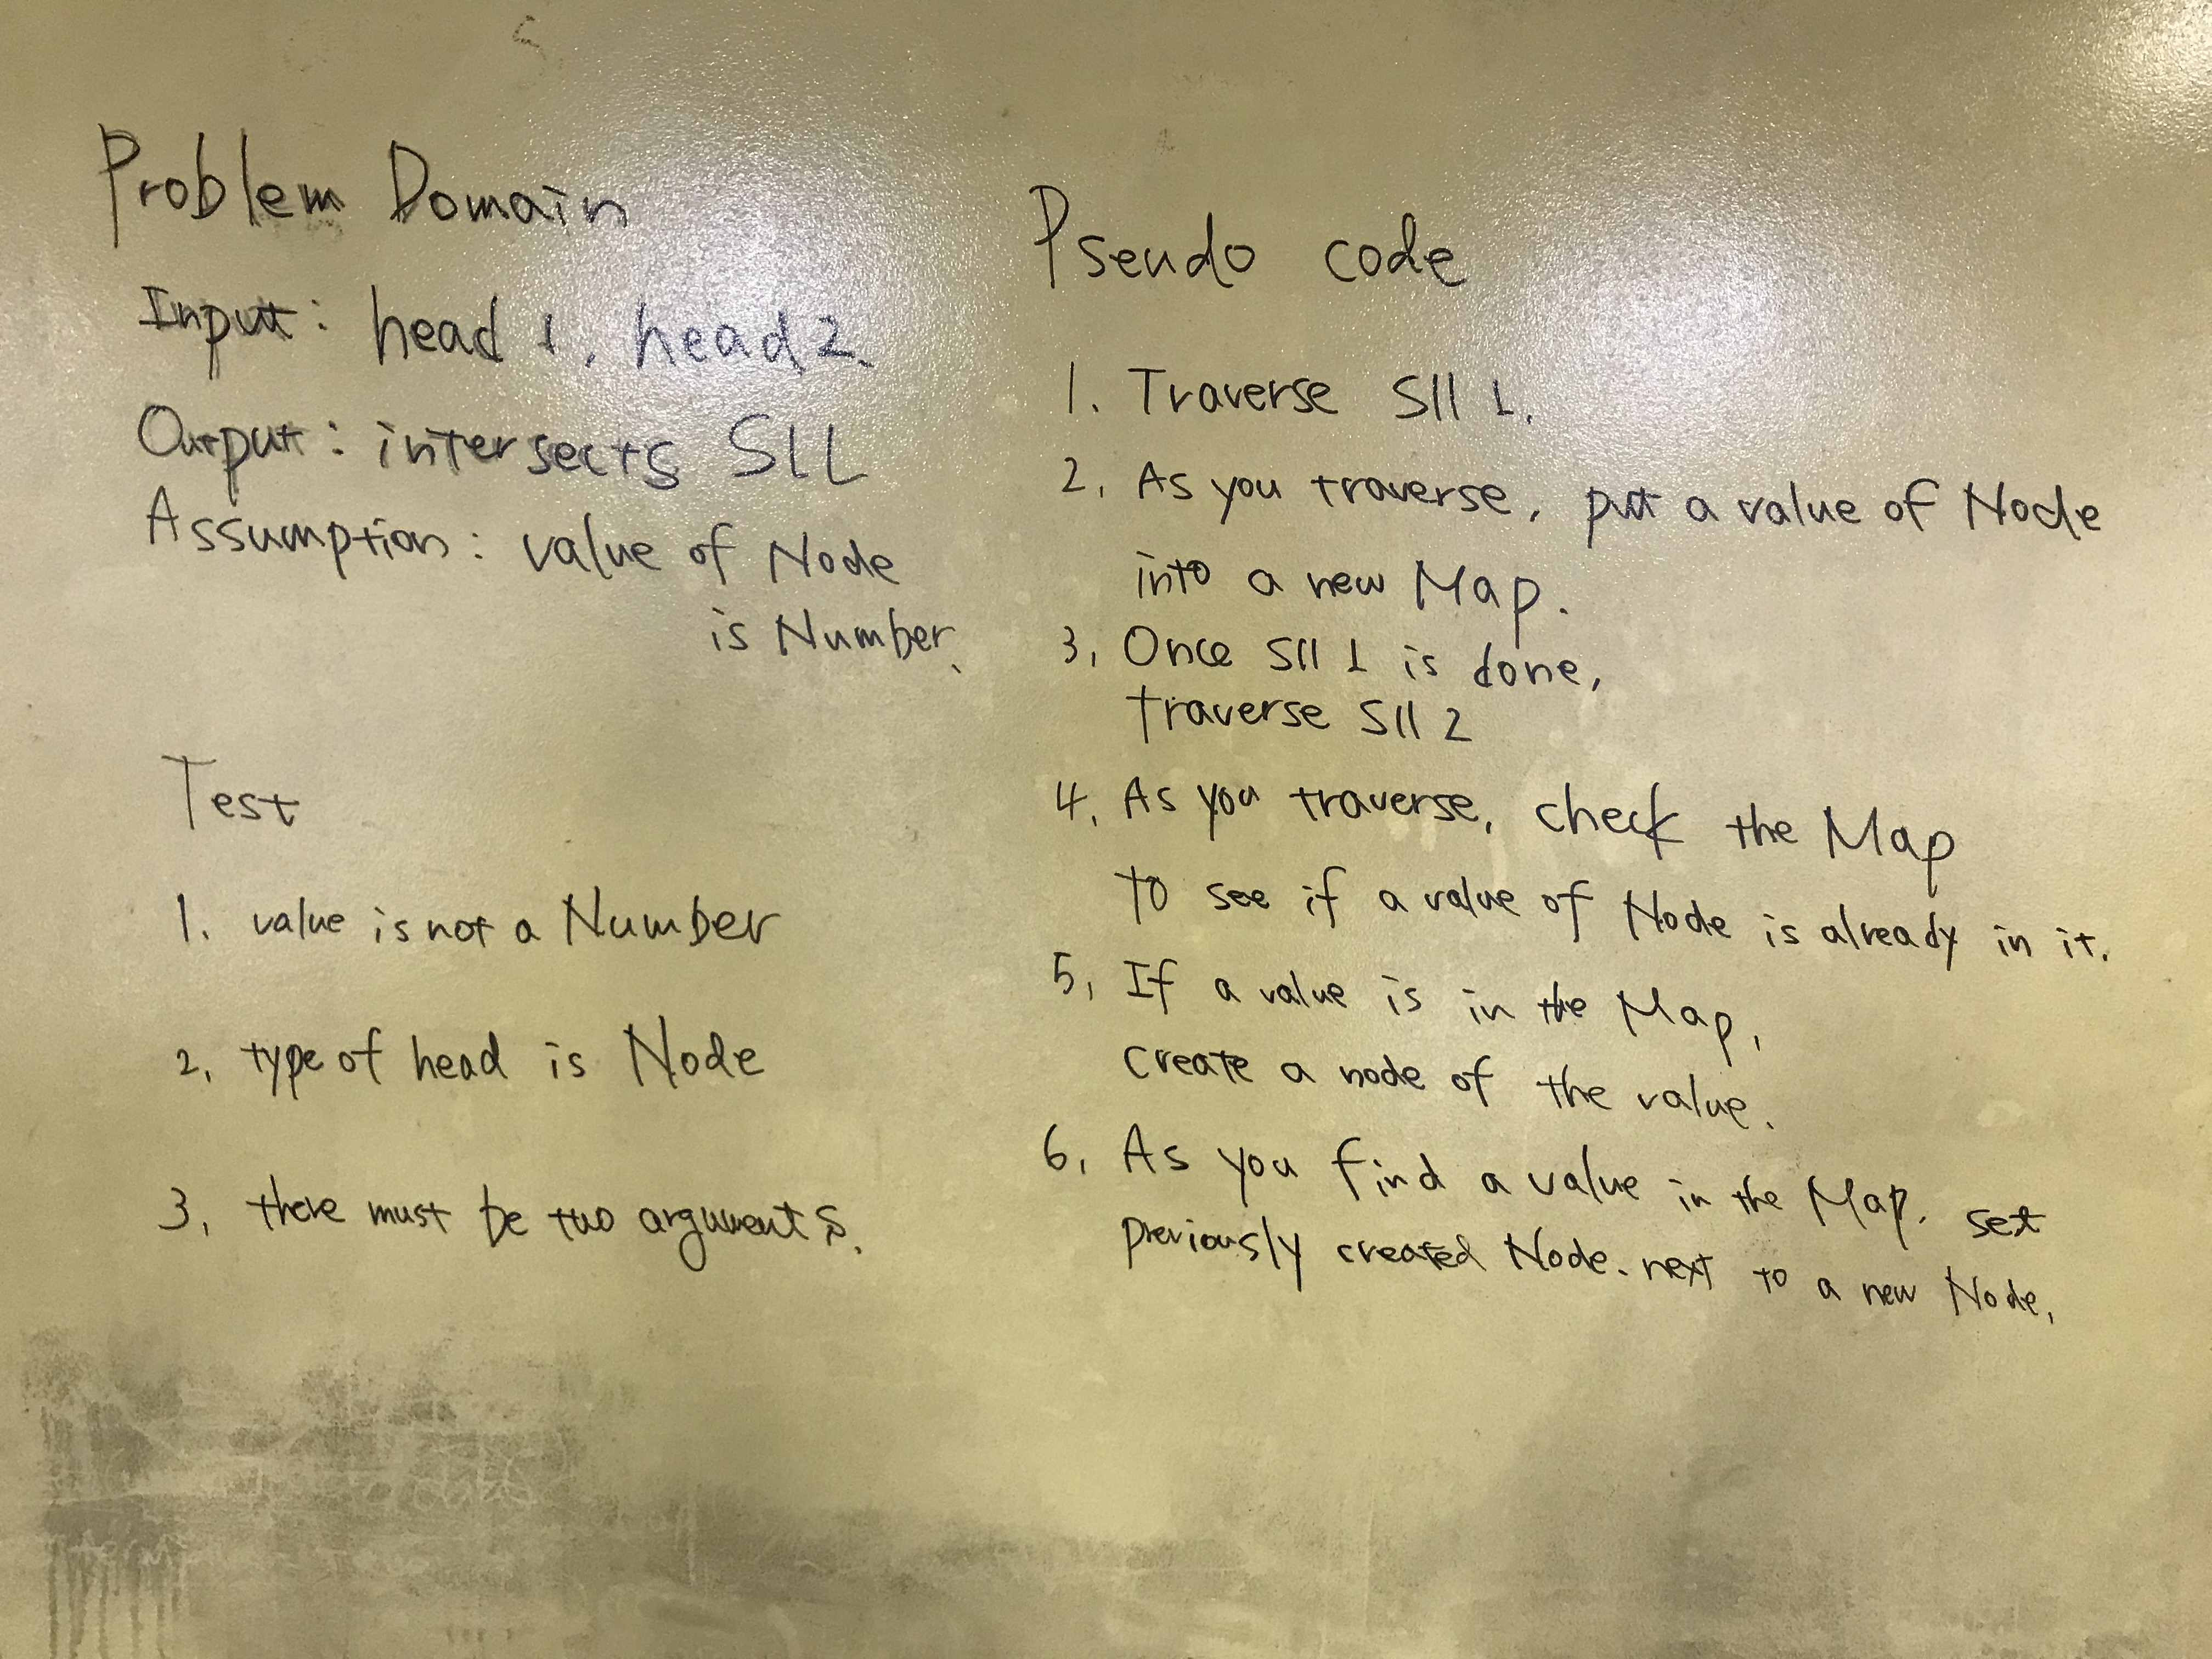 Problem Domain
Input: head 1, head 2.
Output: intersects SLL
Assumption: value of Node
is Number.
Test
1. value is not a Number
2. type of head is Node
3. there must be two arguments.
Pseudo code
1. Traverse Sll 1.
2. As you traverse, put a value of Node
into a new Map.
3. Once Sll 1 is done,
traverse Sll 2
4. As you traverse, check the Map
to see if a value of Node is already in it.
5. If a value is in the Map,
create a node of the value.
6. As you find a value in the Map. set
previously created Node.next to a new Node.